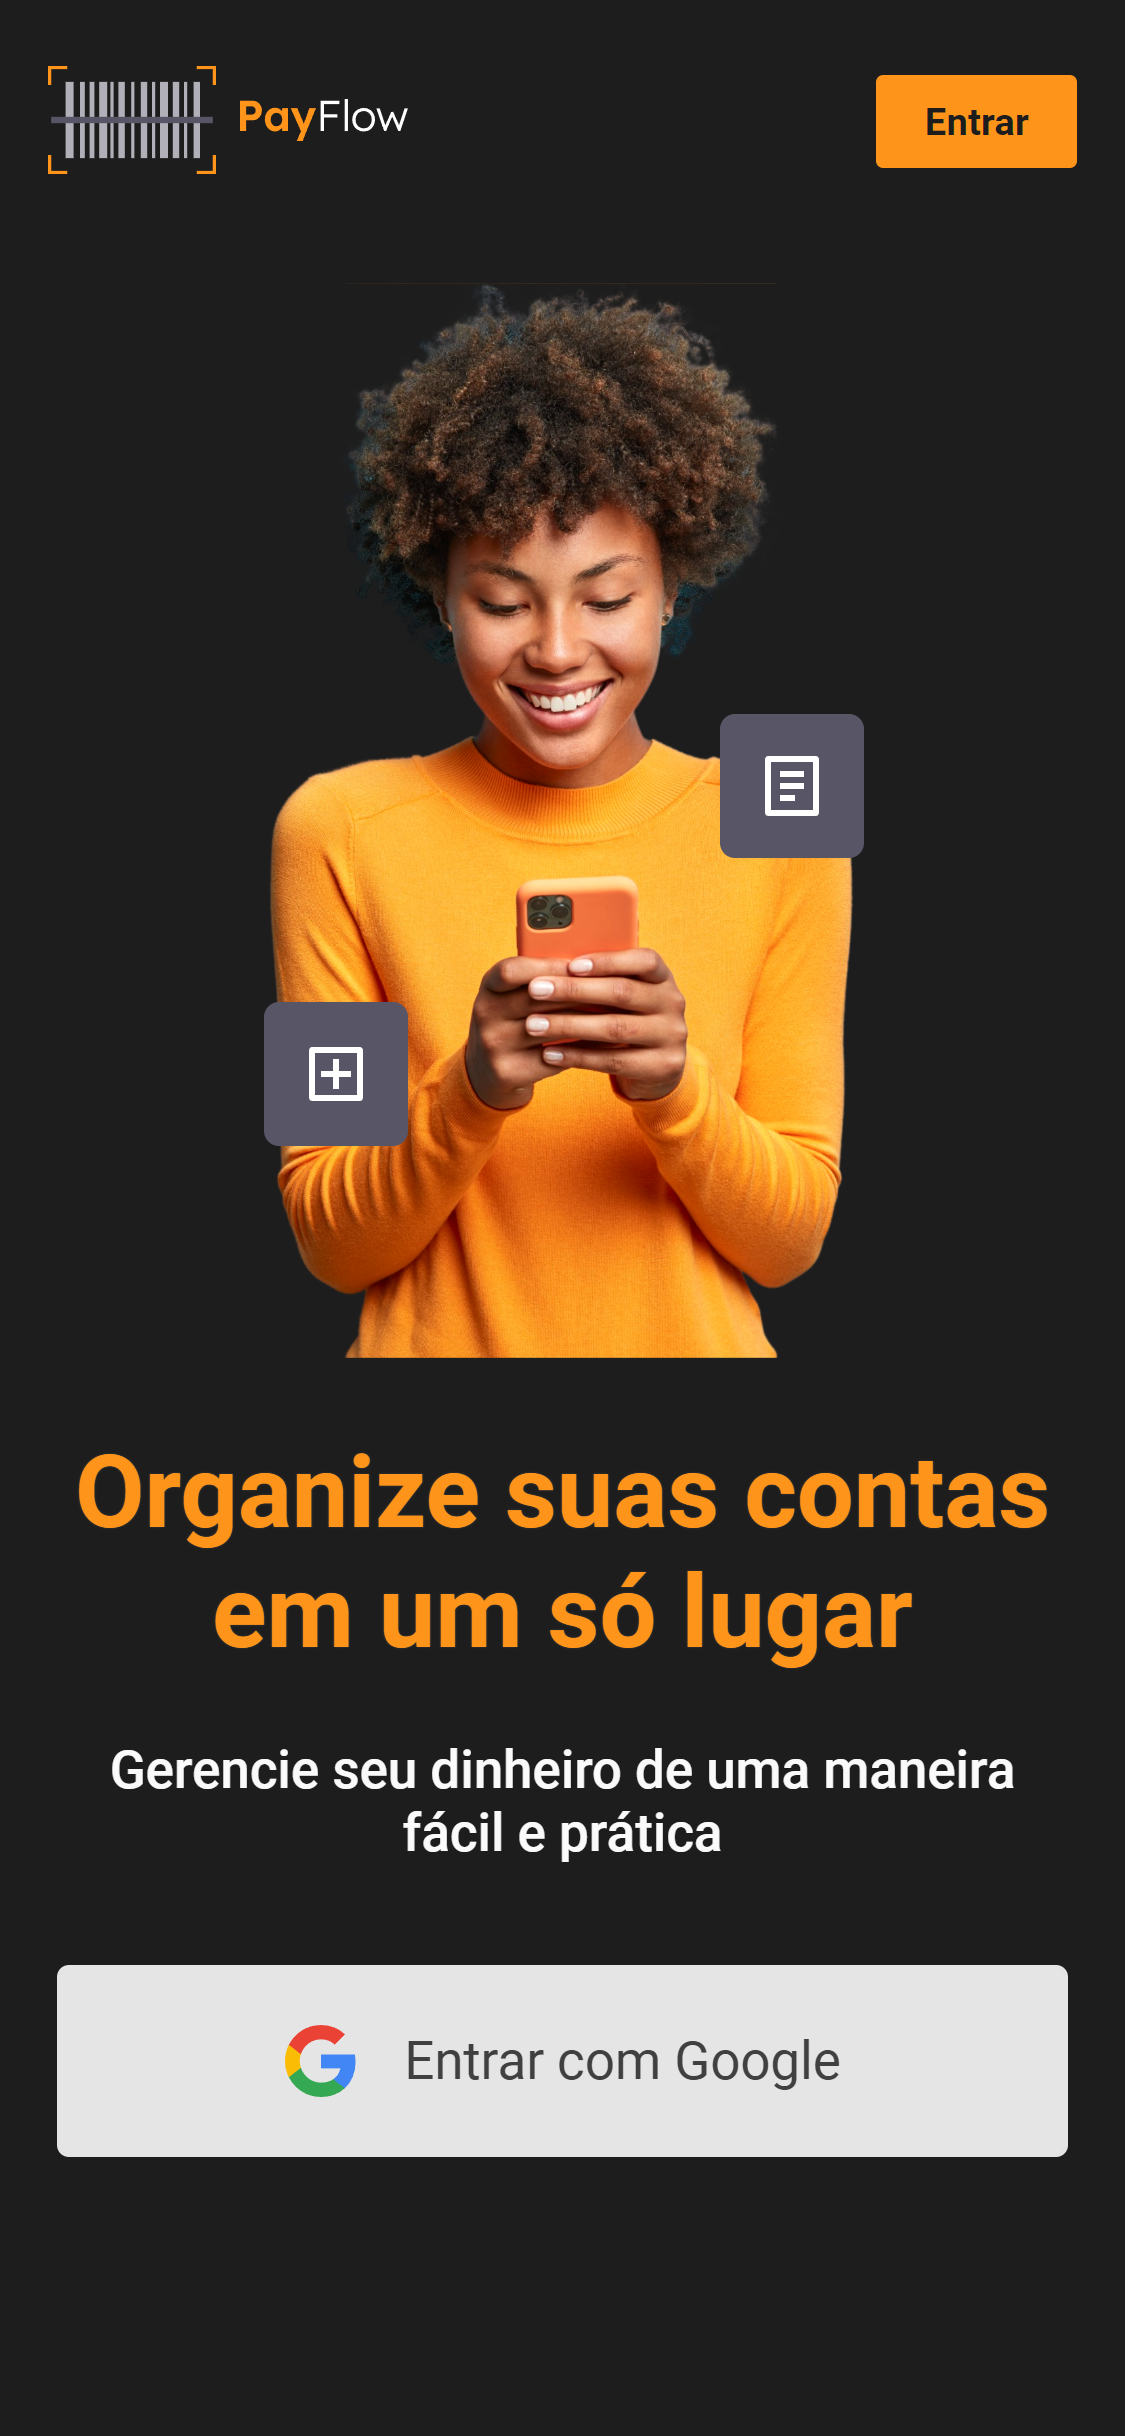 PayFlow
Entrar
Organize suas contas
em um só lugar
Gerencie seu dinheiro de uma maneira
fácil e prática
Entrar com Google